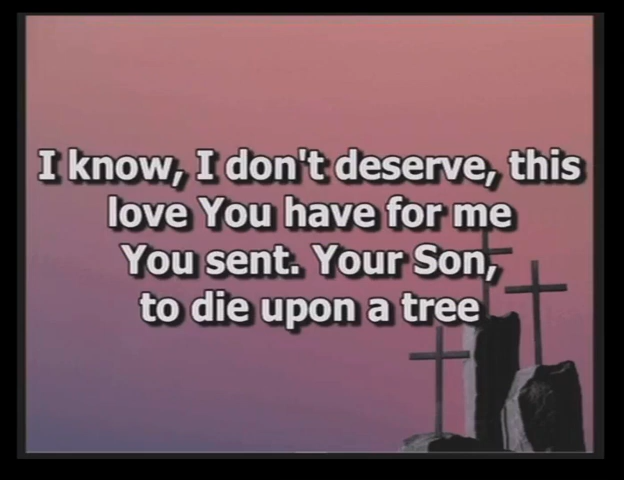 I know, I don't deserve, this
love You have for me
You sent. Your Son,
to die upon a tree